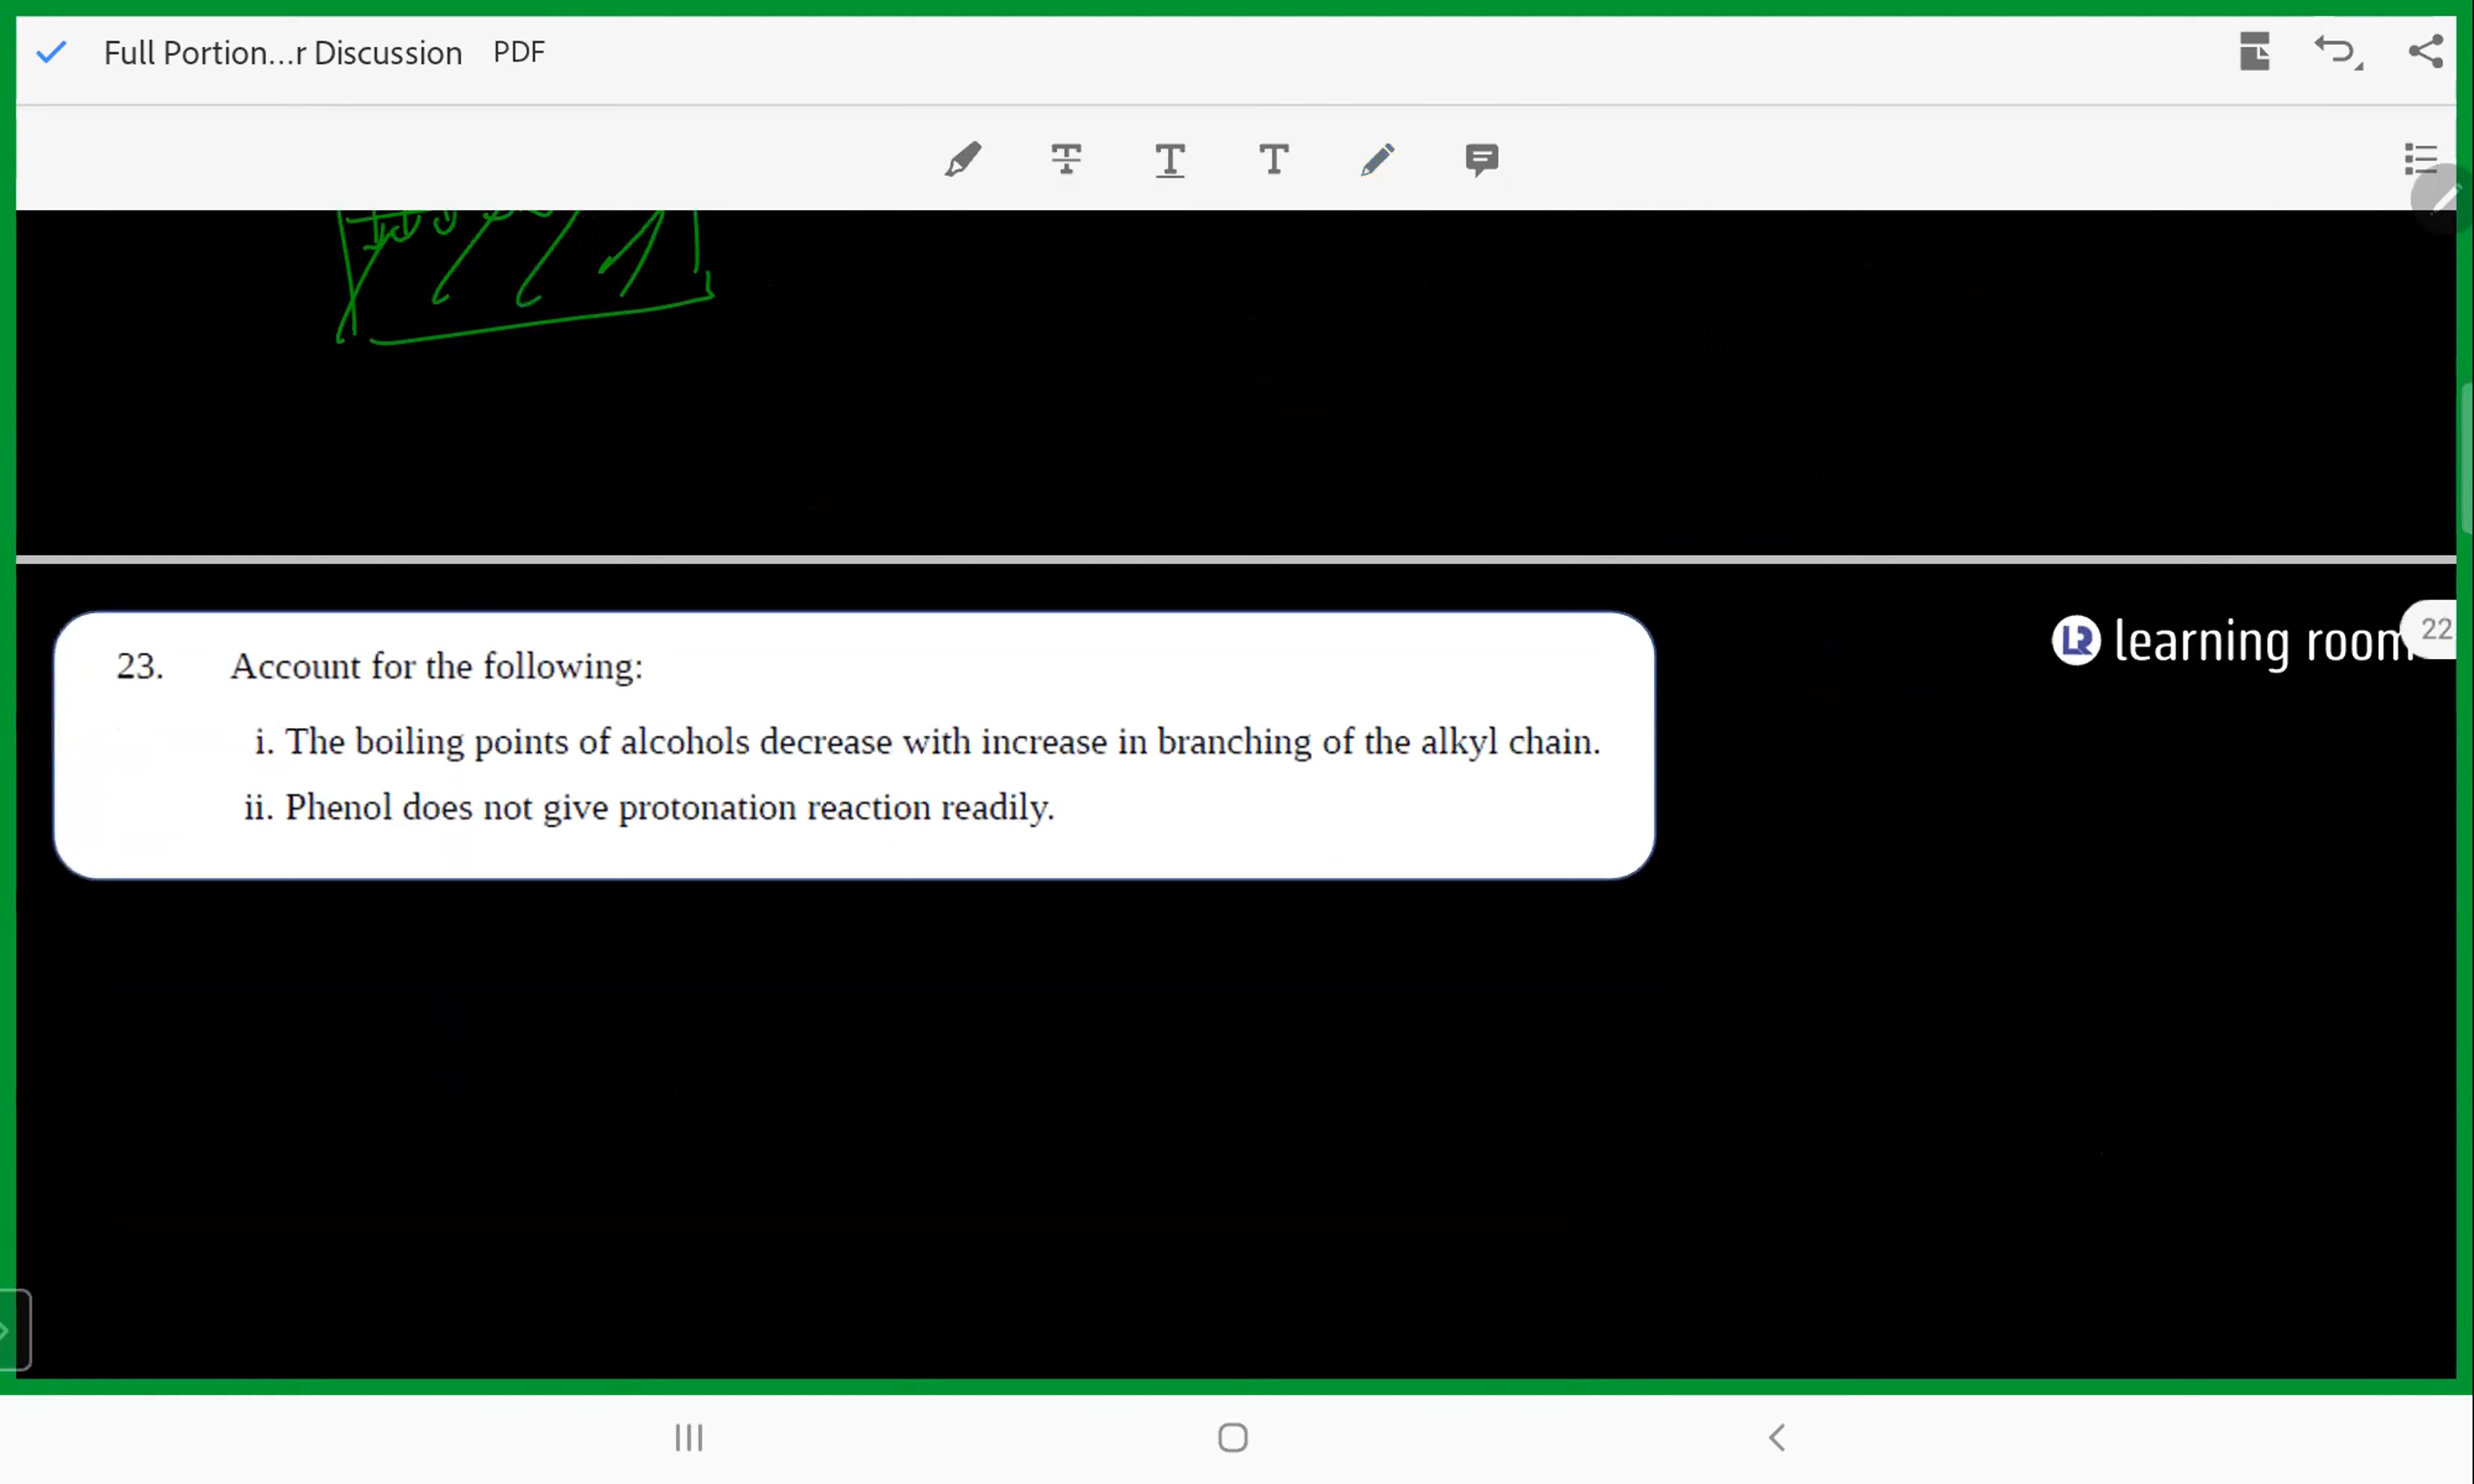 Full Portion...r Discussion PDF
learning room 22
23. Account for the following:
i. The boiling points of alcohols decrease with increase in branching of the alkyl chain.
ii. Phenol does not give protonation reaction readily.